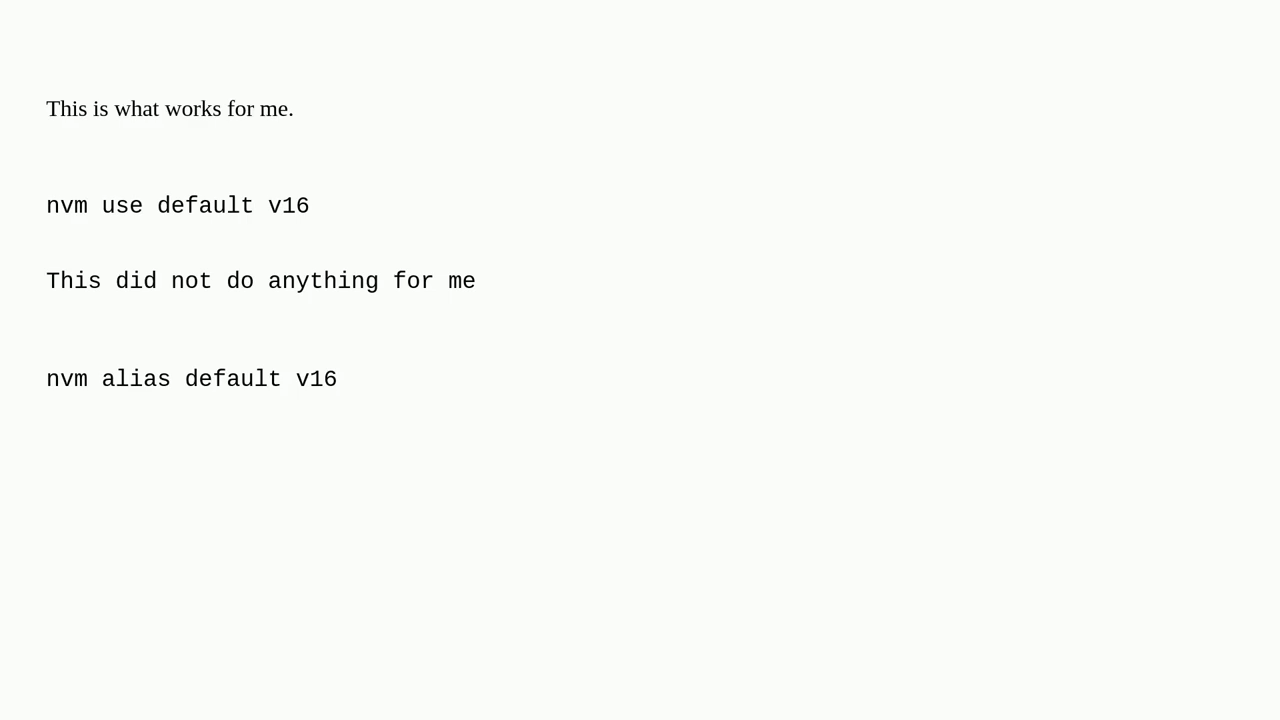 This is what works for me.
nvm use default v16
This did not do anything for me
nvm alias default v16